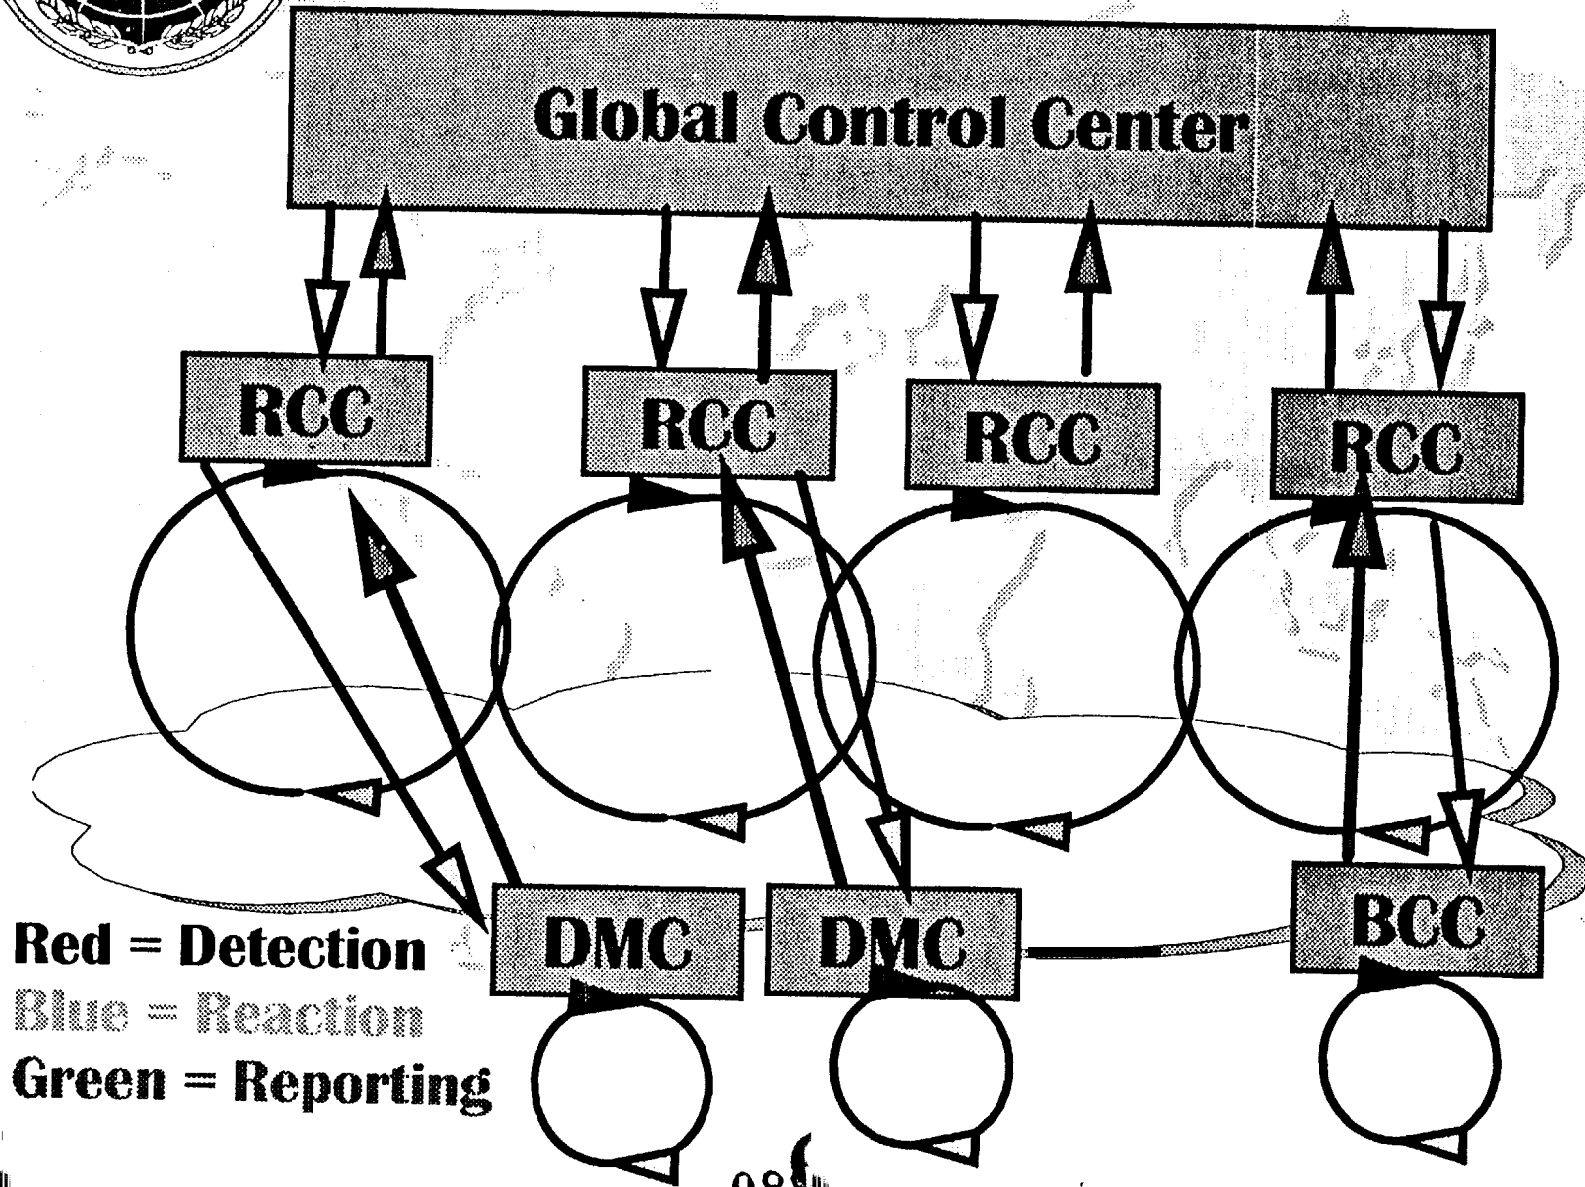 Global Control Center
RCC RCC RCC RCC
DMC DMC BCC
Red = Detection
Blue = Reaction
Green = Reporting